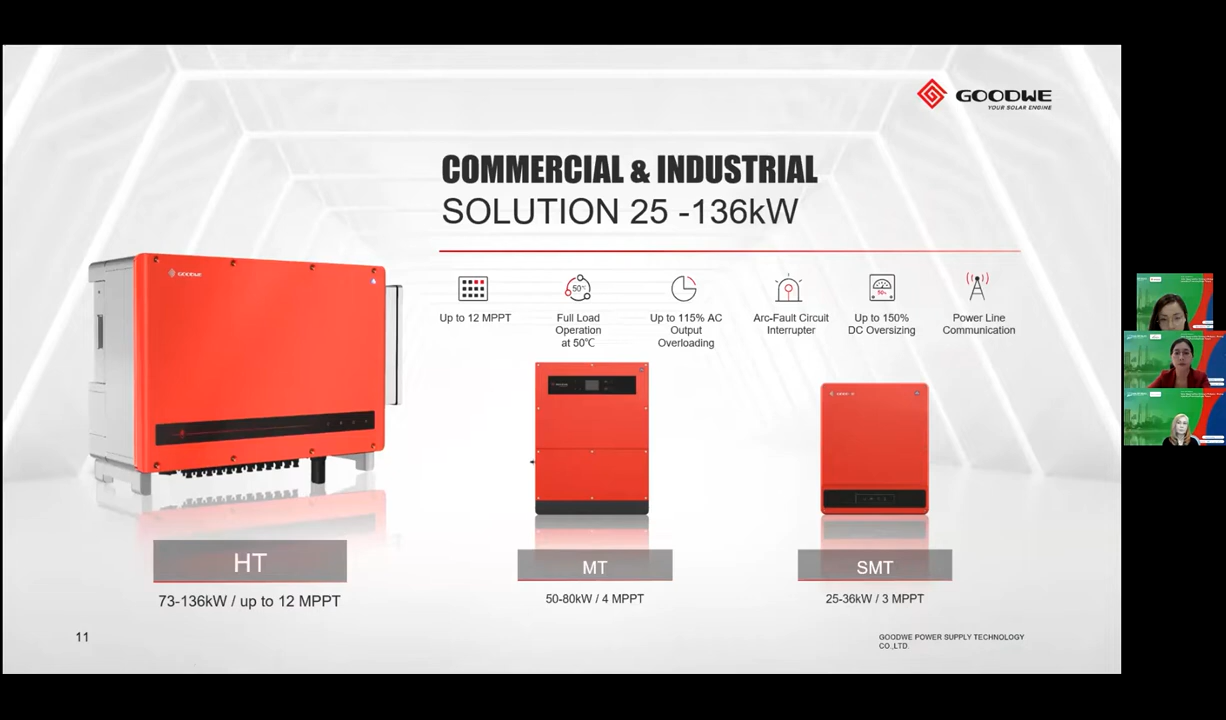 GOODWE
YOUR SOLAR ENGINE
COMMERCIAL & INDUSTRIAL
SOLUTION 25 -136kW
Up to 12 MPPT
Full Load
Operation
at 50℃
Up to 115% AC
Output
Overloading
Arc-Fault Circuit
Interrupter
Up to 150%
DC Oversizing
Power Line
Communication
50℃
GOODWE
HT
73-136kW / up to 12 MPPT
MT
50-80kW / 4 MPPT
SMT
25-36kW / 3 MPPT
11
GOODWE POWER SUPPLY TECHNOLOGY
CO.,LTD.